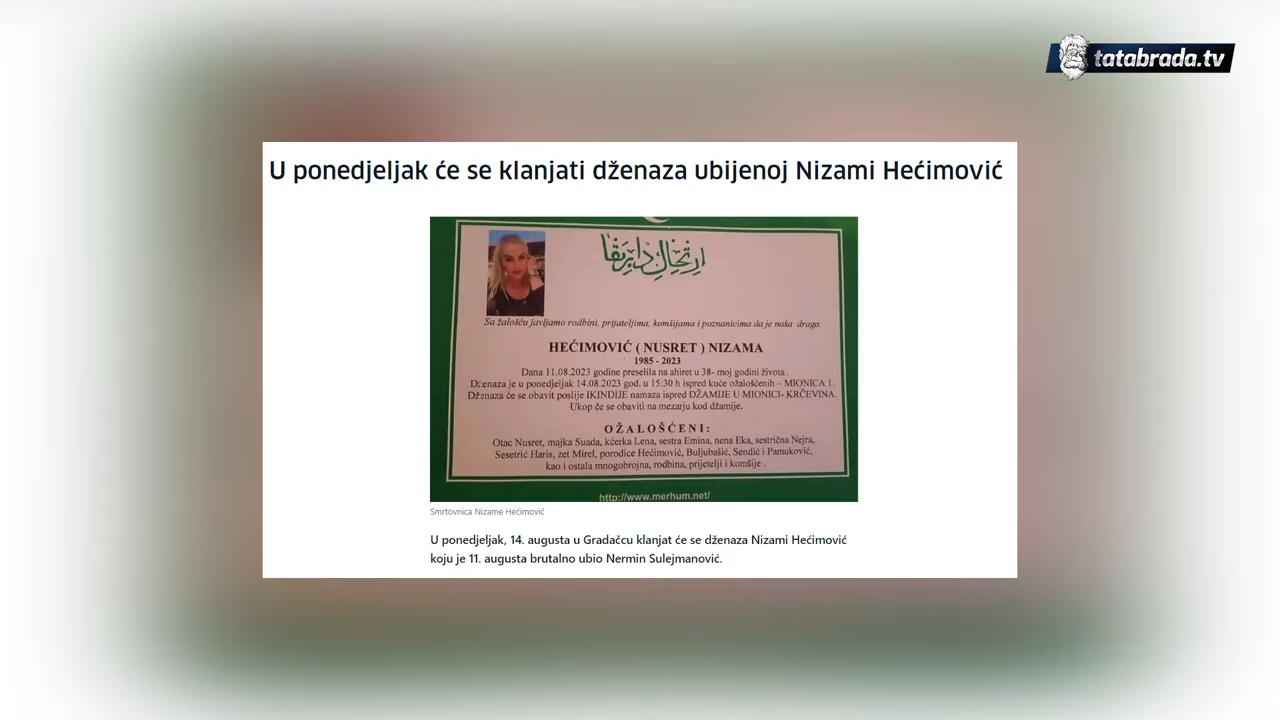 tatabrada.tv
U ponedjeljak će se klanjati dženaza ubijenoj Nizami Hećimović
Sa žalošću javljamo rodbini, prijateljima, komšijama i poznanicima da je naša draga:
HEĆIMOVIĆ ( NUSRET ) NIZAMA
1985 - 2023
Dana 11.08.2023 godine preselila na ahiret u 38- moj godini života .
Dženaza je u ponedjeljak 14.08.2023 god. u 15:30 h ispred kuće ožalošćenih – MIONICA 1.
Dženaza će se obavit poslije IKINDIJE namaza ispred DŽAMIJE U MIONICI- KRČEVINA.
Ukop če se obaviti na mezarju kod džamije.
OŽALOŠĆENI:
Otac Nusret, majka Suada, kćerka Lena, sestra Emina, nena Eka, sestrična Nejra,
Sesetrić Haris, zet Mirel, porodice Hećimović, Buljubašić, Sendić i Pamuković,
kao i ostala mnogobrojna, rodbina, prijetelji i komšije .
http://www.merhum.net/
Smrtovnica Nizame Hećimović
U ponedjeljak, 14. augusta u Gradačcu klanjat će se dženaza Nizami Hećimović
koju je 11. augusta brutalno ubio Nermin Sulejmanović.